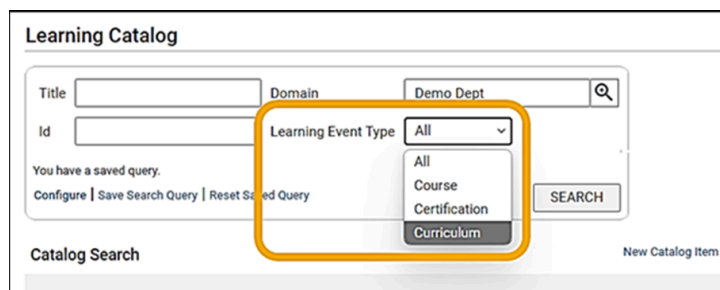 Learning Catalog
Title Domain Demo Dept
Id Learning Event Type All
All
You have a saved query.
Course
Configure | Save Search Query | Reset Saved Query
Certification
SEARCH
Curriculum
Catalog Search New Catalog Item